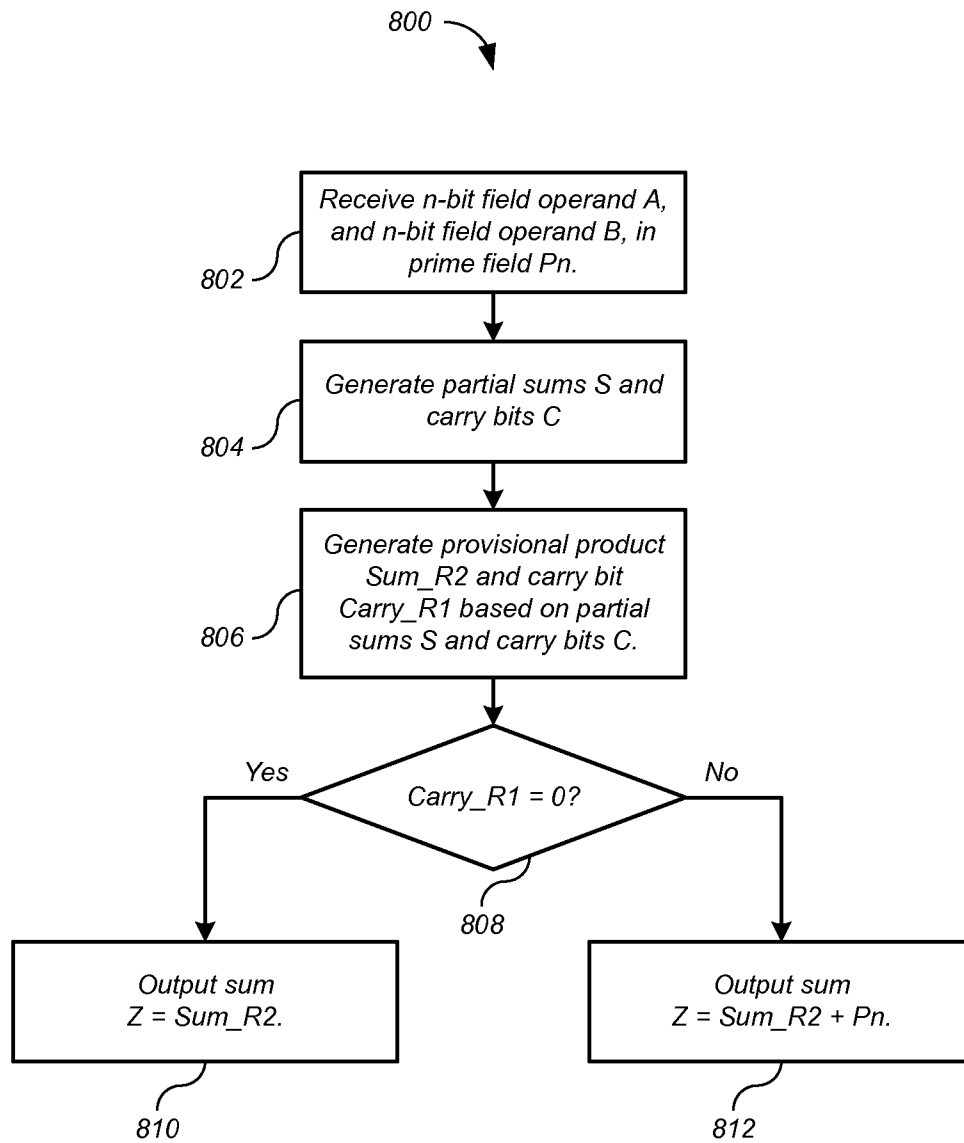 800
Receive n-bit field operand A,
and n-bit field operand B, in
prime field Pn.
802
Generate partial sums S and
carry bits C
804
Generate provisional product
Sum_R2 and carry bit
Carry_R1 based on partial
sums S and carry bits C.
806
Yes
No
Carry_R1 = 0?
808
Output sum
Z = Sum_R2.
810
Output sum
Z = Sum_R2 + Pn.
812